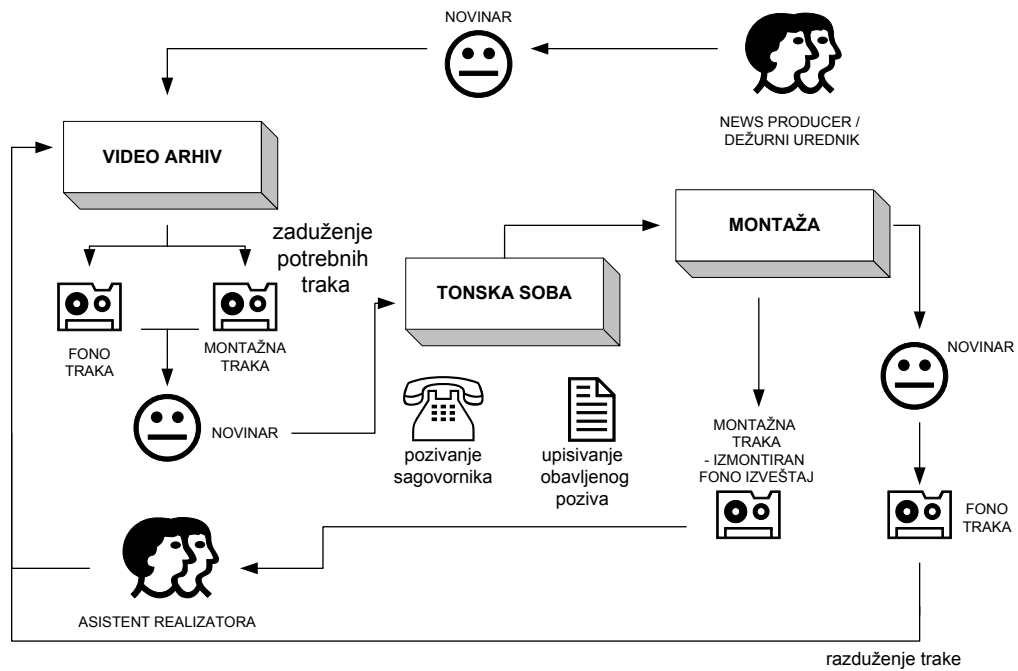 NOVINAR
NEWS PRODUCER /
DEŽURNI UREDNIK
VIDEO ARHIV
MONTAŽA
zaduženje
potrebnih
traka
TONSKA SOBA
FONO
TRAKA
MONTAŽNA
TRAKA
NOVINAR
NOVINAR
pozivanje
sagovornika
upisivanje
obavljenog
poziva
MONTAŽNA
TRAKA
- IZMONTIRAN
FONO IZVEŠTAJ
FONO
TRAKA
ASISTENT REALIZATORA
razduženje trake